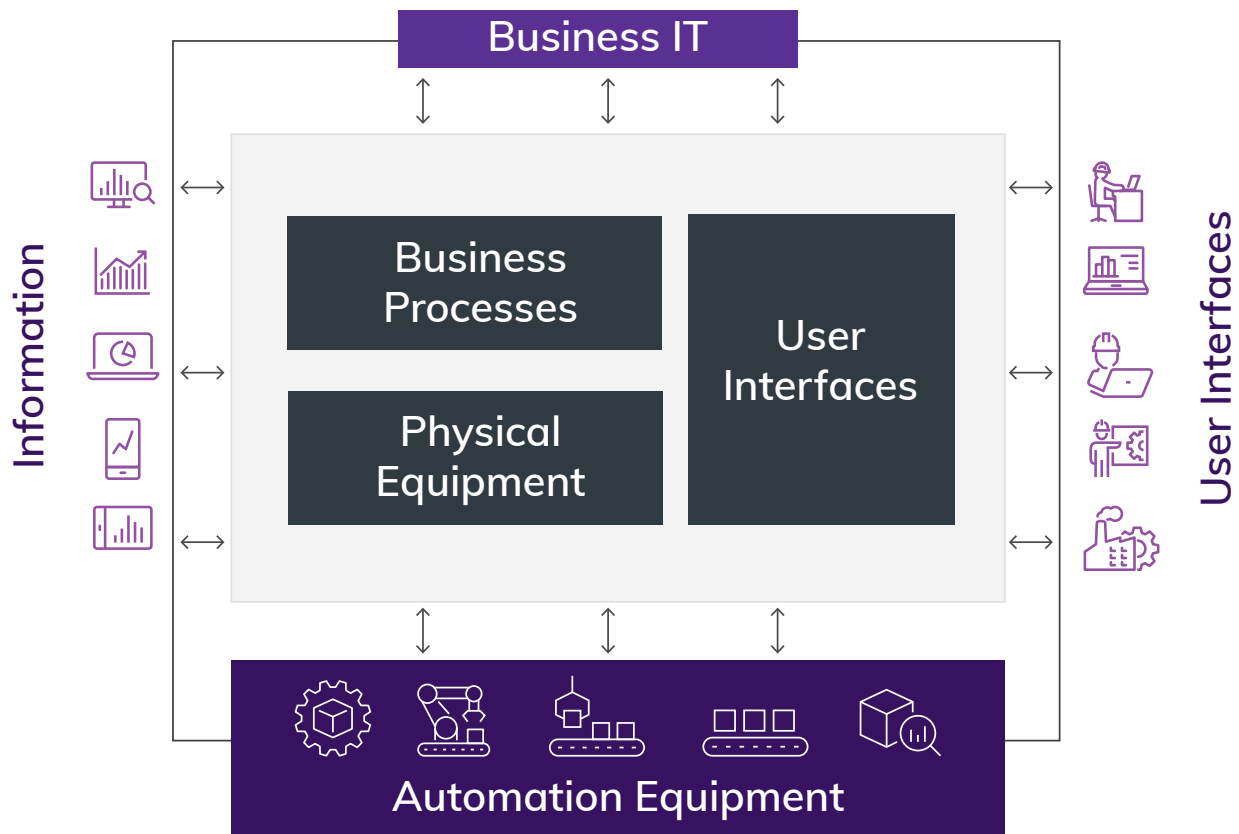 Business IT
Information
Business
Processes
Physical
Equipment
User
Interfaces
User Interfaces
Automation Equipment